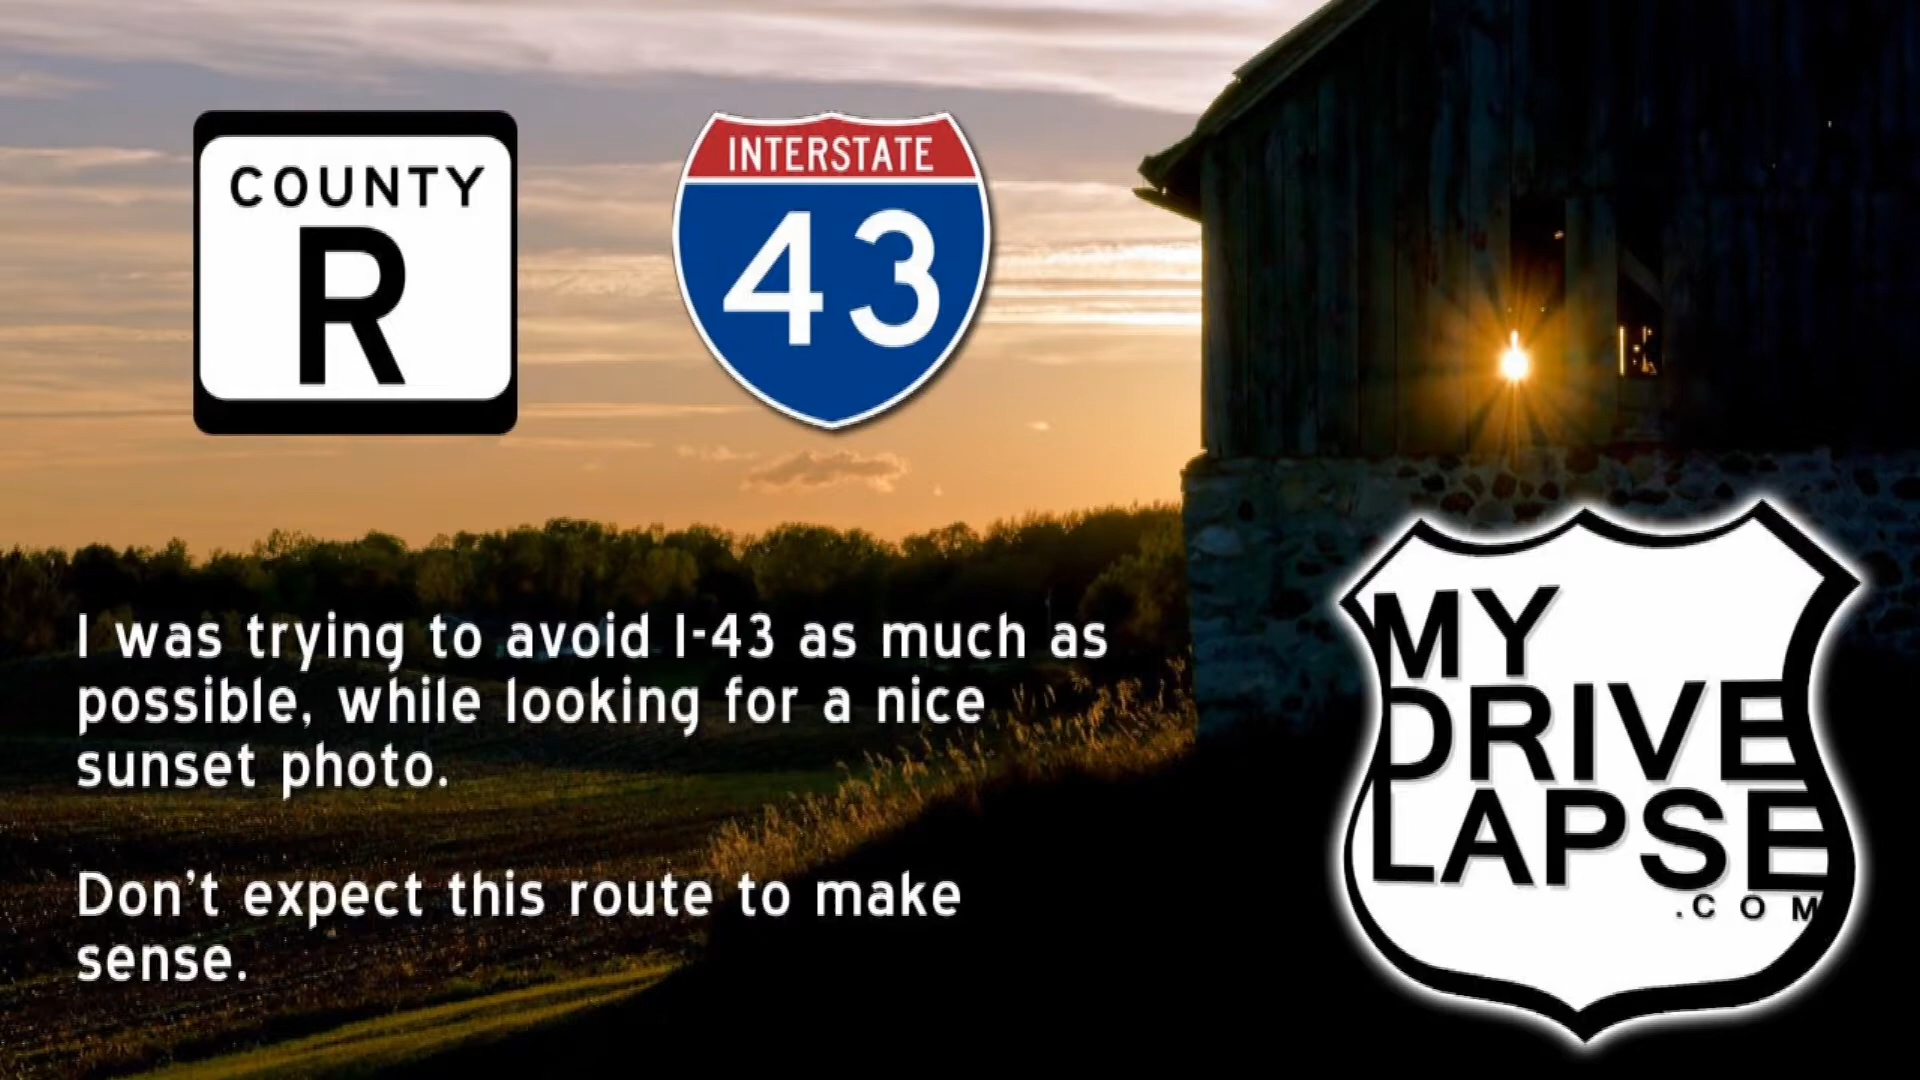 COUNTY
R
INTERSTATE
43
I was trying to avoid I-43 as much as
possible, while looking for a nice
sunset photo.
Don't expect this route to make
sense.
MY
DRIVE
LAPSE
.COM